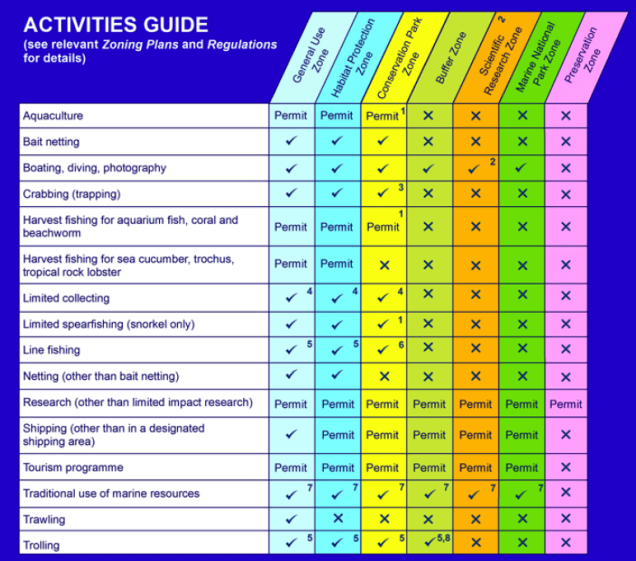 ACTIVITIES GUIDE
(see relevant Zoning Plans and Regulations
for details)
General Use
Zone
Habitat Protection
Zone
Conservation Park
Zone
Buffer Zone
Scientific 2
Research Zone
Marine National
Park Zone
Preservation
Zone
Aquaculture Permit Permit Permit 1 ✕ ✕ ✕ ✕
Bait netting ✓ ✓ ✓ ✕ ✕ ✕ ✕
Boating, diving, photography ✓ ✓ ✓ ✓ ✓ 2 ✓ ✕
Crabbing (trapping) ✓ ✓ ✓ 3 ✕ ✕ ✕ ✕
Harvest fishing for aquarium fish, coral and
beachworm Permit Permit Permit 1 ✕ ✕ ✕ ✕
Harvest fishing for sea cucumber, trochus,
tropical rock lobster Permit Permit ✕ ✕ ✕ ✕ ✕
Limited collecting ✓ 4 ✓ 4 ✓ 4 ✕ ✕ ✕ ✕
Limited spearfishing (snorkel only) ✓ ✓ ✓ 1 ✕ ✕ ✕ ✕
Line fishing ✓ 5 ✓ 5 ✓ 6 ✕ ✕ ✕ ✕
Netting (other than bait netting) ✓ ✓ ✕ ✕ ✕ ✕ ✕
Research (other than limited impact research) Permit Permit Permit Permit Permit Permit Permit
Shipping (other than in a designated
shipping area) ✓ Permit Permit Permit Permit Permit ✕
Tourism programme Permit Permit Permit Permit Permit Permit ✕
Traditional use of marine resources ✓ 7 ✓ 7 ✓ 7 ✓ 7 ✓ 7 ✓ 7 ✕
Trawling ✓ ✕ ✕ ✕ ✕ ✕ ✕
Trolling ✓ 5 ✓ 5 ✓ 5 ✓ 5,8 ✕ ✕ ✕